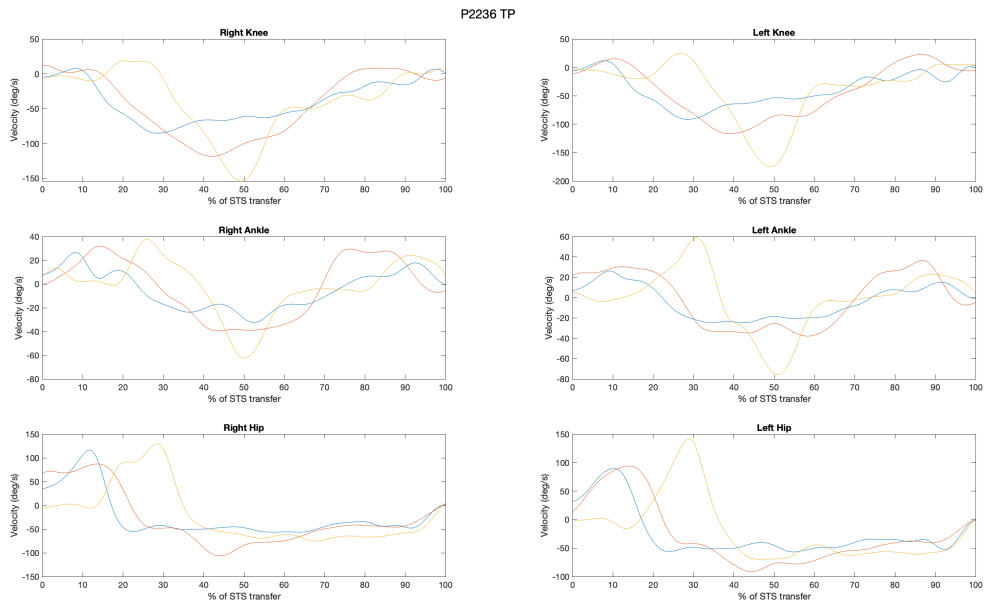 P2236 TP
Right Knee
Left Knee
50
0
-50
-100
-150
Velocity (deg/s)
0 10 20 30 40 50 60 70 80 90 100
% of STS transfer
50
0
-50
-100
-150
-200
Velocity (deg/s)
0 10 20 30 40 50 60 70 80 90 100
% of STS transfer
Right Ankle
Left Ankle
40
20
0
-20
-40
-60
-80
Velocity (deg/s)
0 10 20 30 40 50 60 70 80 90 100
% of STS transfer
60
40
20
0
-20
-40
-60
-80
Velocity (deg/s)
0 10 20 30 40 50 60 70 80 90 100
% of STS transfer
Right Hip
Left Hip
150
100
50
0
-50
-100
-150
Velocity (deg/s)
0 10 20 30 40 50 60 70 80 90 100
% of STS transfer
150
100
50
0
-50
-100
Velocity (deg/s)
0 10 20 30 40 50 60 70 80 90 100
% of STS transfer